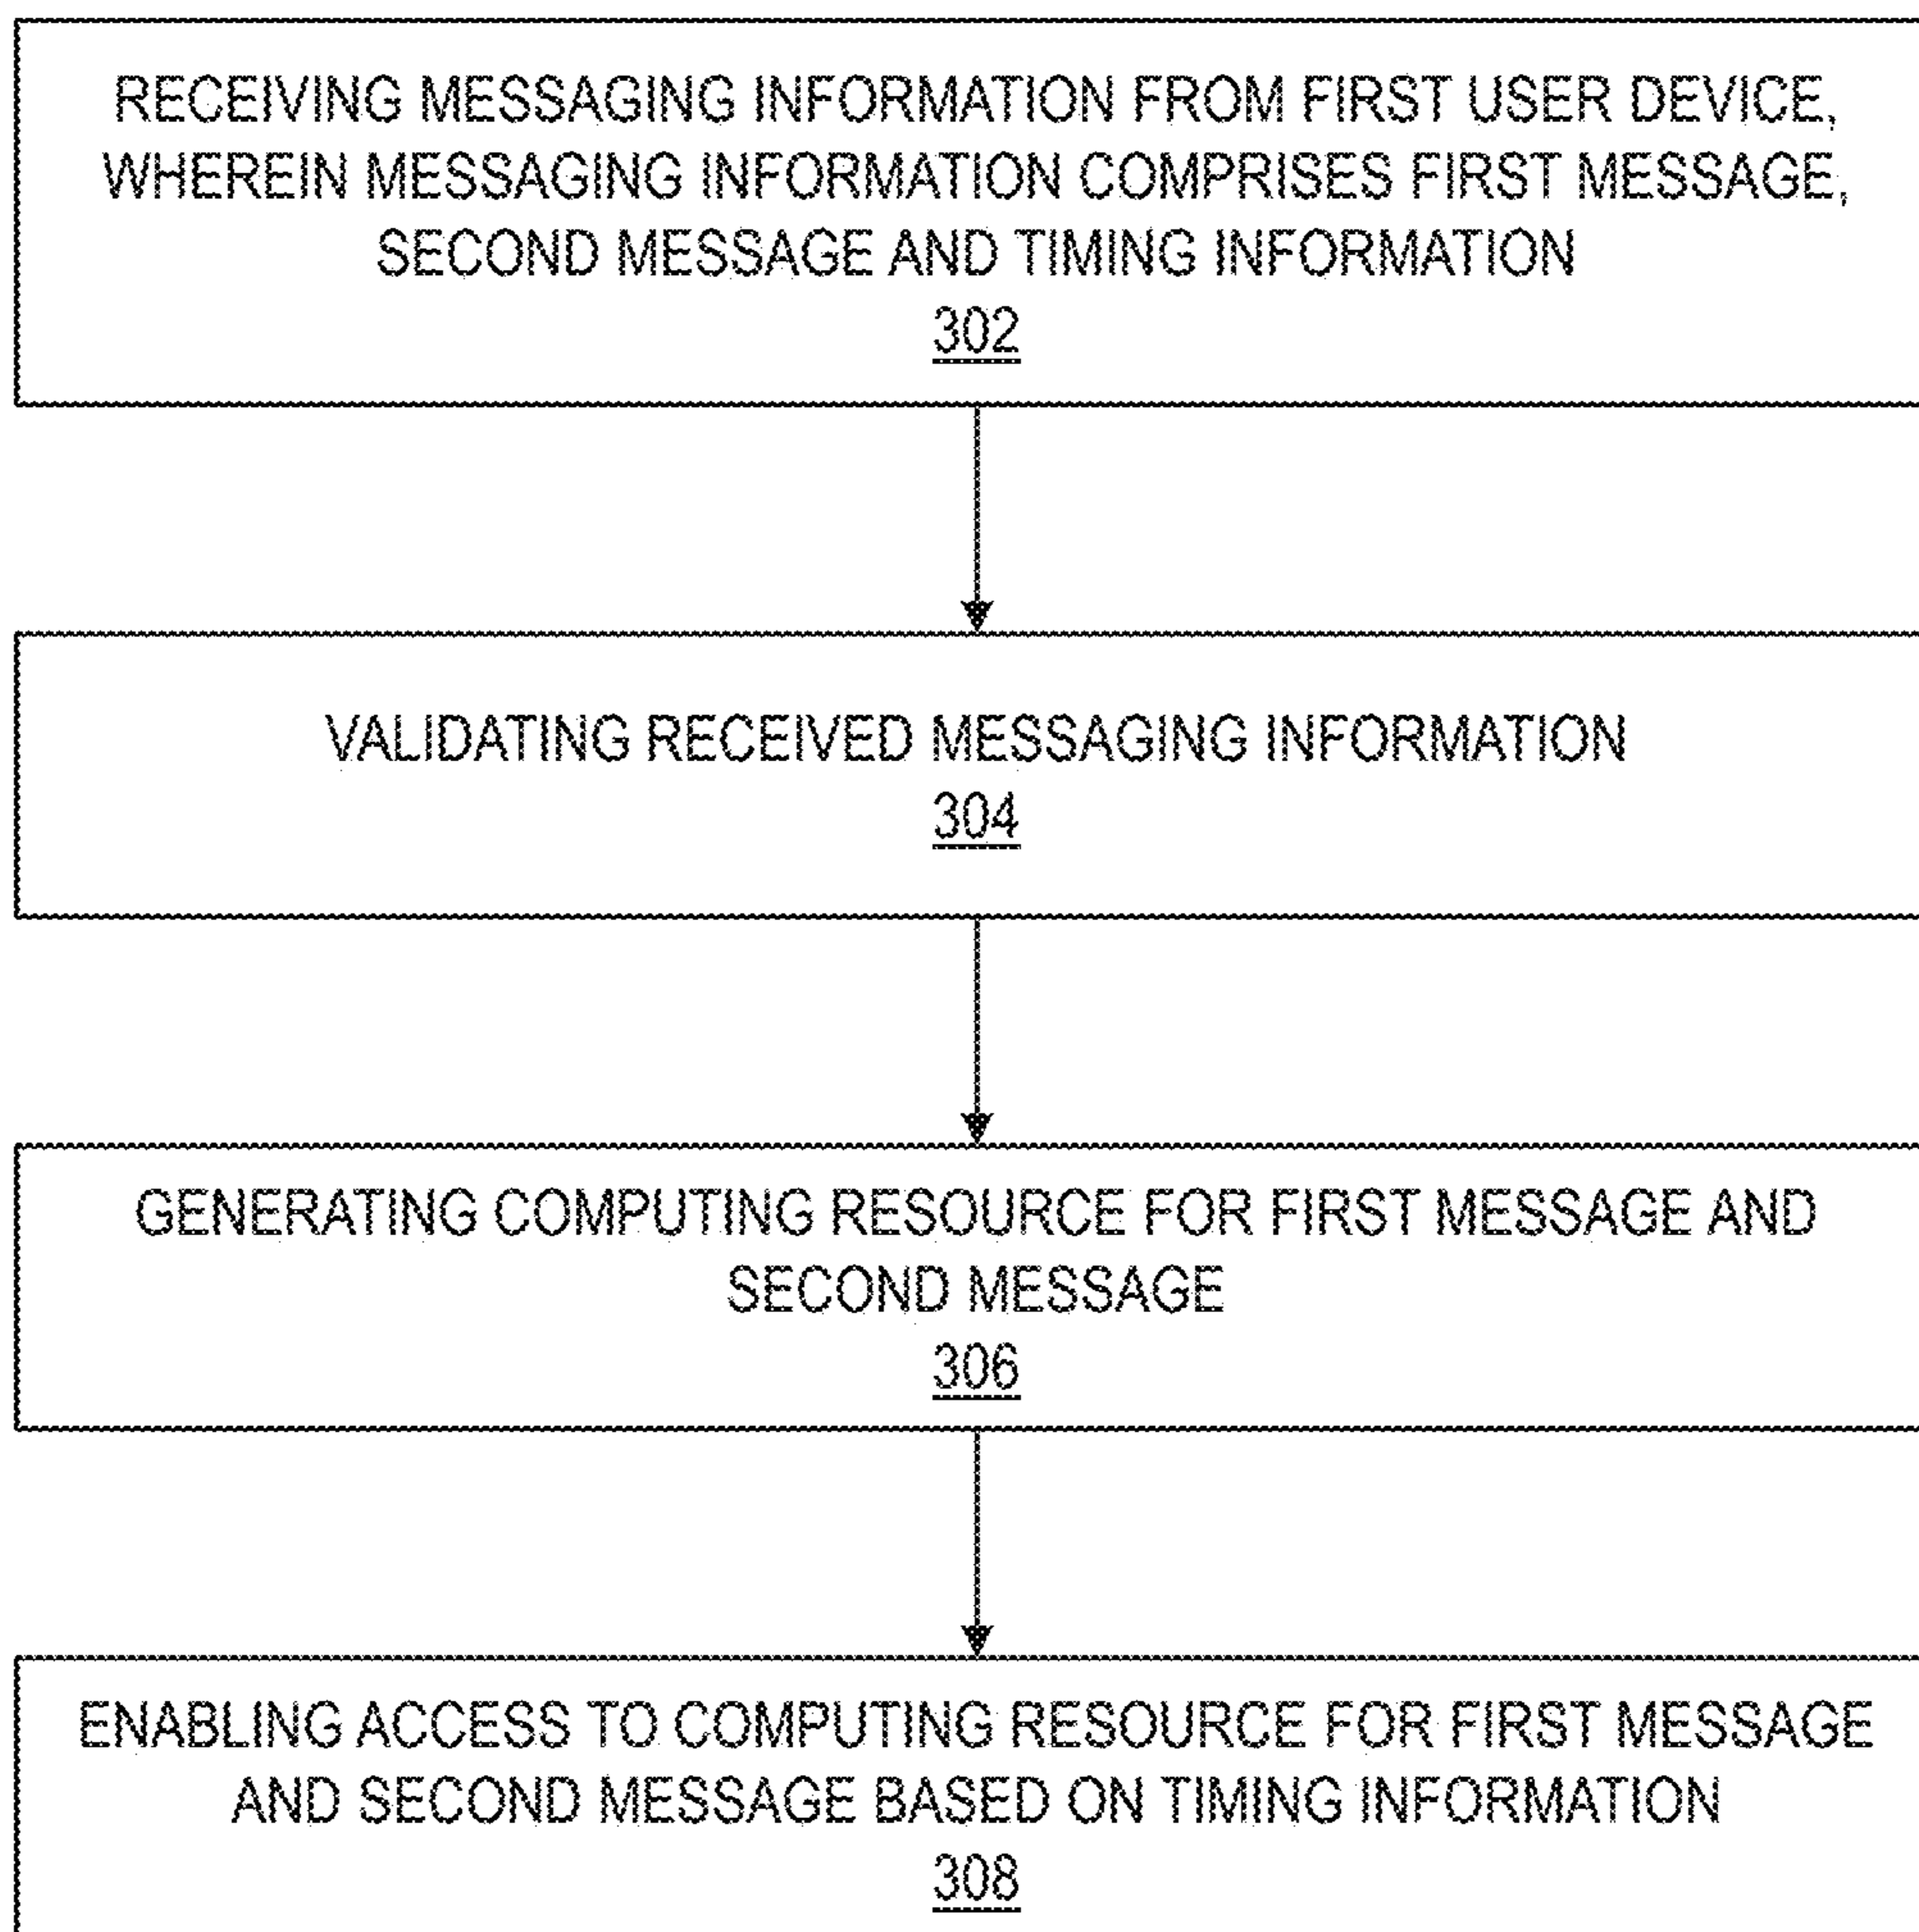 RECEIVING MESSAGING INFORMATION FROM FIRST USER DEVICE,
WHEREIN MESSAGING INFORMATION COMPRISES FIRST MESSAGE,
SECOND MESSAGE AND TIMING INFORMATION
302
VALIDATING RECEIVED MESSAGING INFORMATION
304
GENERATING COMPUTING RESOURCE FOR FIRST MESSAGE AND
SECOND MESSAGE
306
ENABLING ACCESS TO COMPUTING RESOURCE FOR FIRST MESSAGE
AND SECOND MESSAGE BASED ON TIMING INFORMATION
308